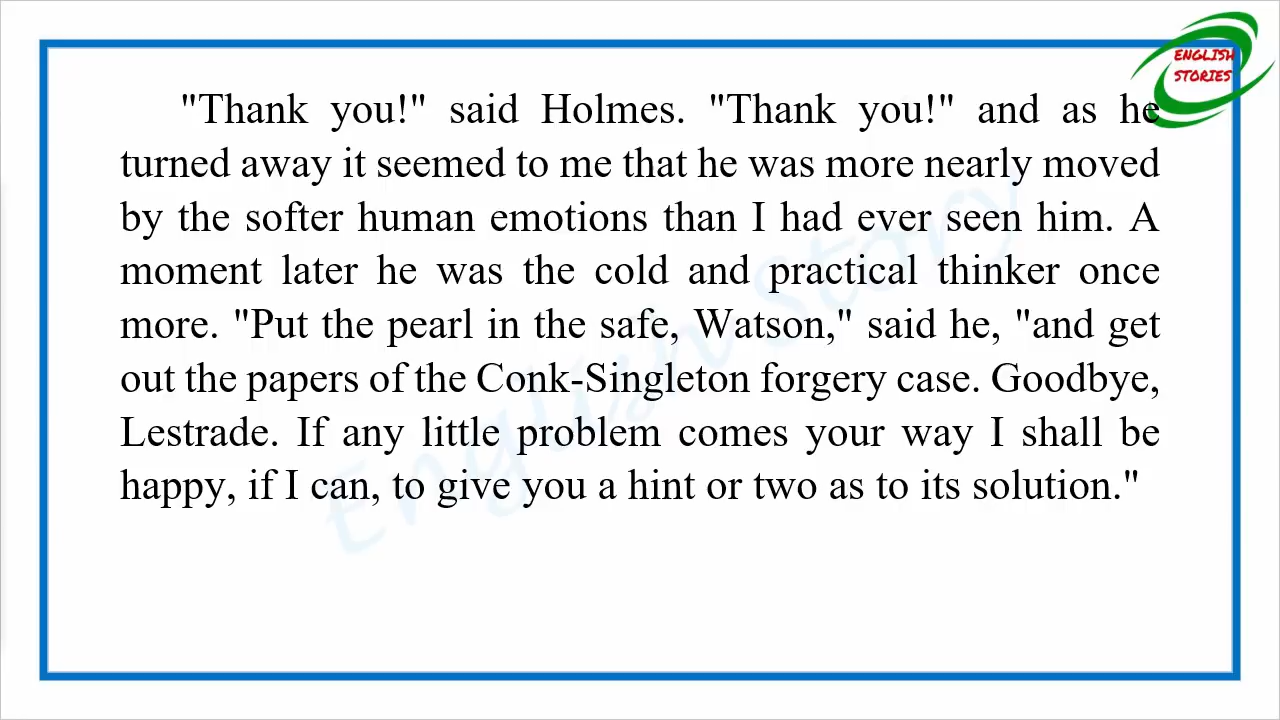 ENGLISH
STORIES
"Thank you!" said Holmes. "Thank you!" and as he
turned away it seemed to me that he was more nearly moved
by the softer human emotions than I had ever seen him. A
moment later he was the cold and practical thinker once
more. "Put the pearl in the safe, Watson," said he, "and get
out the papers of the Conk-Singleton forgery case. Goodbye,
Lestrade. If any little problem comes your way I shall be
happy, if I can, to give you a hint or two as to its solution."
English Story